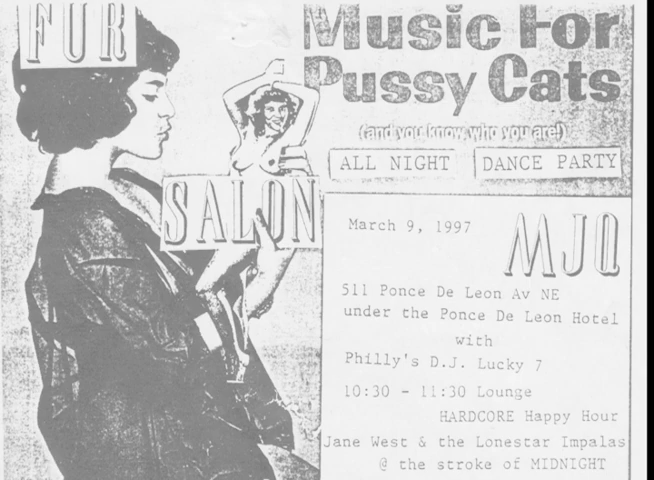 FUR
SALON
Music For
Pussy Cats
(and you know who you are!)
ALL NIGHT DANCE PARTY
March 9, 1997
MJQ
511 Ponce De Leon Av NE
under the Ponce De Leon Hotel
with
Philly's D.J. Lucky 7
10:30 - 11:30 Lounge
HARDCORE Happy Hour
Jane West & the Lonestar Impalas
@ the stroke of MIDNIGHT